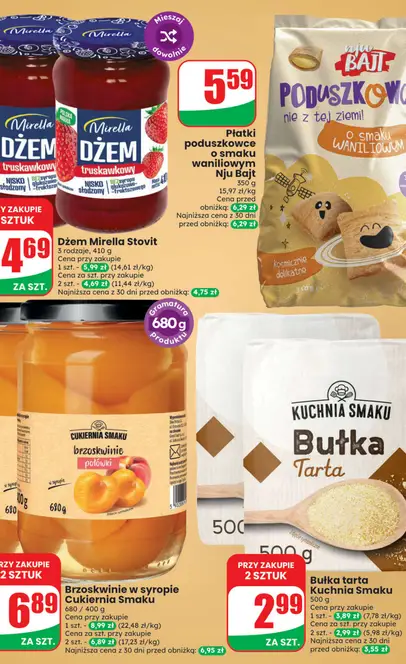 Mieszaj
dowolnie
Mirella
DŻEM
truskawkowy
NISKO
słodzony
Mirella
DŻEM
truskawkowy
NISKO
słodzony
PRZY ZAKUPIE
SZTUK
4 69
ZA SZT.
Dżem Mirella Stovit
3 rodzaje, 410 g
Cena przy zakupie
1 szt. - 5,99 zł (14,61 zł/kg)
Cena za szt. przy zakupie
2 szt. - 4,69 zł (11,44 zł/kg)
Najniższa cena z 30 dni przed obniżką: 4,75 zł
5 59
Płatki
poduszkowce
o smaku
waniliowym
Nju Bajt
350 g
15,97 zł/kg
Cena przed
obniżką: 6,29 zł
Najniższa cena z 30 dni
przed obniżką: 6,29 zł
nju
BAJT
PODUSZKOW
nie z tej ziemi!
o smaku
WANILIOWYM
Kosmicznie
delikatne
Gramatura
680 g
produktu
CUKIERNIA SMAKU
brzoskwinie
połówki
w syropie
680g
680g
PRZY ZAKUPIE
2 SZTUK
6 89
ZA SZT.
Brzoskwinie w syropie
Cukiernia Smaku
680 / 400 g
Cena przy zakupie
1 szt. - 8,99 zł (22,48 zł/kg)
Cena za szt. przy zakupie
2 szt. - 6,89 zł (17,23 zł/kg)
Najniższa cena z 30 dni przed obniżką: 6,95 zł
KUCHNIA SMAKU
Bułka
Tarta
500
500 g
PRZY ZAKUPIE
2 SZTUK
2 99
ZA SZT.
Bułka tarta
Kuchnia Smaku
500 g
Cena przy zakupie
1 szt. - 3,89 zł (7,78 zł/kg)
Cena za szt. przy zakupie
2 szt. - 2,99 zł (5,98 zł/kg)
Najniższa cena z 30 dni
przed obniżką: 3,55 zł